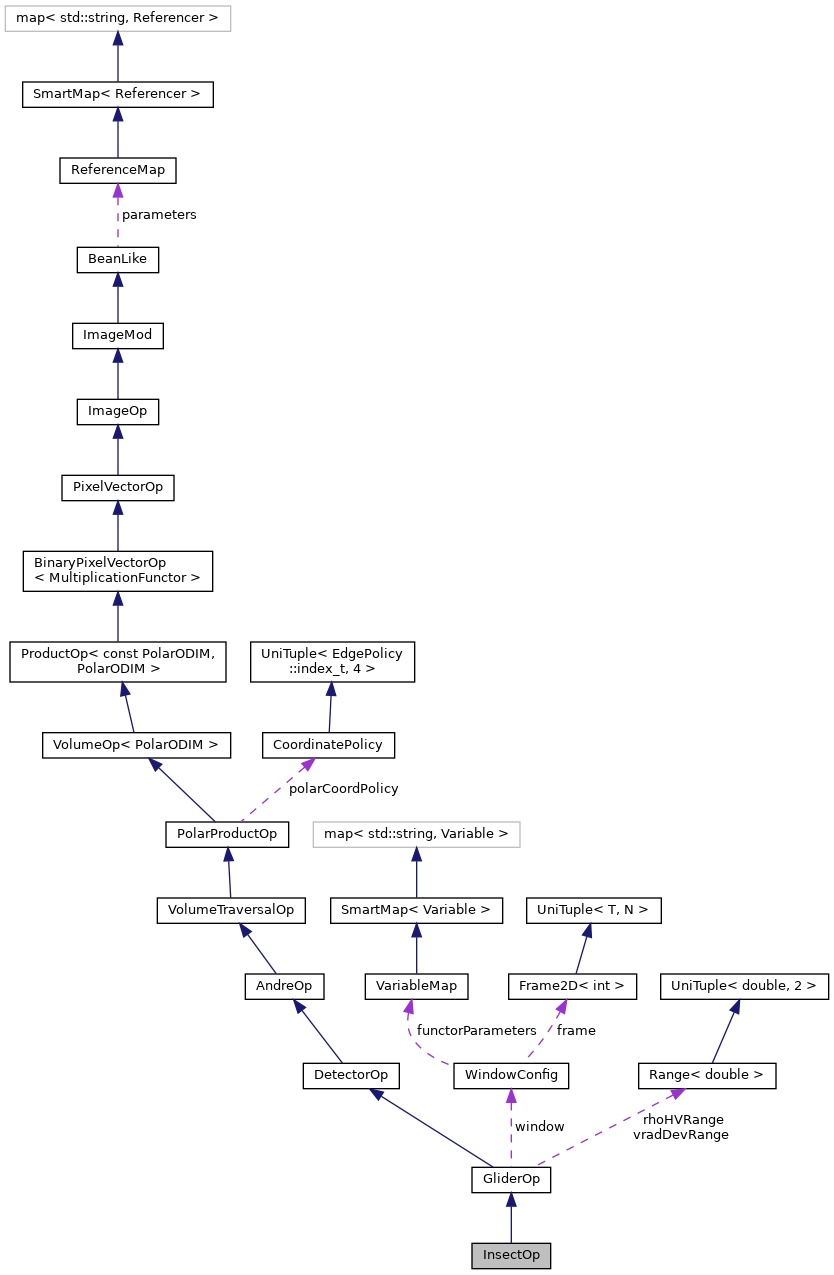 map< std::string, Referencer >
SmartMap< Referencer >
ReferenceMap
parameters
BeanLike
ImageMod
ImageOp
PixelVectorOp
BinaryPixelVectorOp
< MultiplicationFunctor >
ProductOp< const PolarODIM,
PolarODIM >
UniTuple< EdgePolicy
::index_t, 4 >
VolumeOp< PolarODIM >
CoordinatePolicy
polarCoordPolicy
PolarProductOp
map< std::string, Variable >
VolumeTraversalOp
SmartMap< Variable >
UniTuple< T, N >
AndreOp
VariableMap
Frame2D< int >
UniTuple< double, 2 >
functorParameters
frame
DetectorOp
WindowConfig
Range< double >
window
rhoHVRange
vradDevRange
GliderOp
InsectOp